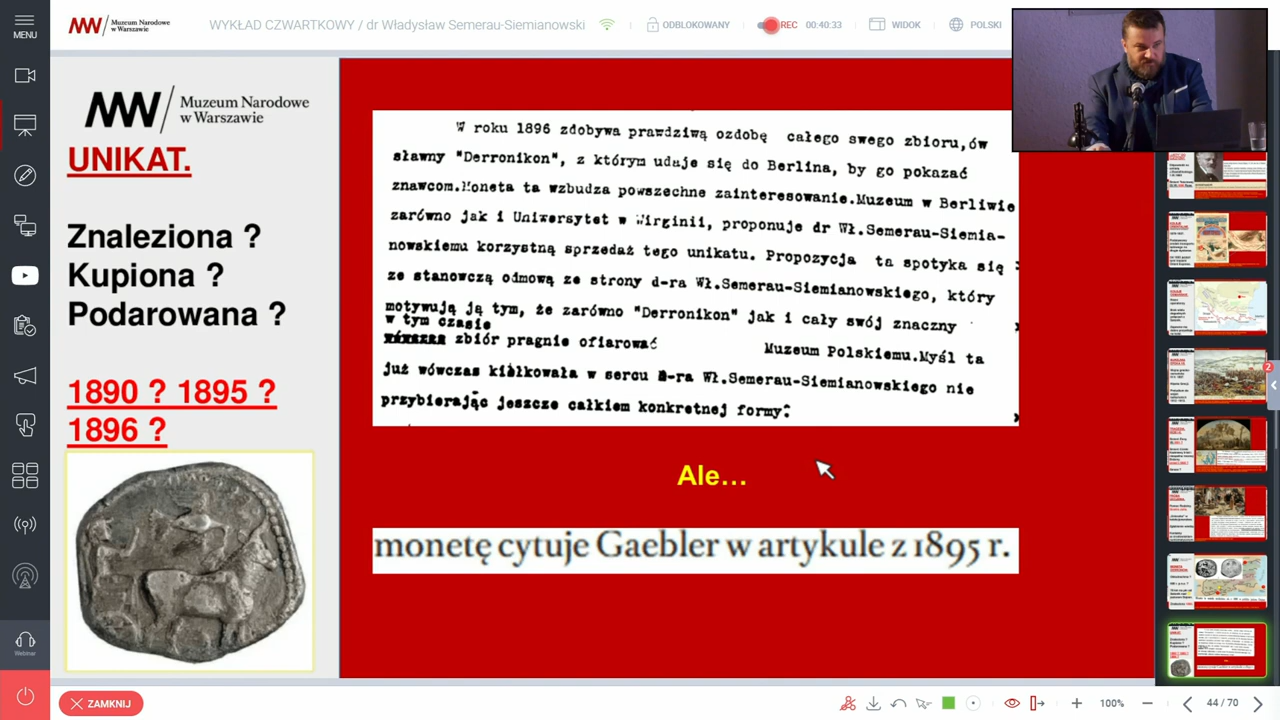 MENU
Muzeum Narodowe
w Warszawie
WYKŁAD CZWARTKOWY / dr Władysław Semerau-Siemianowski
ODBLOKOWANY
REC 00:40:33
WIDOK
POLSKI
Muzeum Narodowe
w Warszawie
UNIKAT.
Znaleziona ?
Kupiona ?
Podarowana ?
1890 ? 1895 ?
1896 ?
W roku 1896 zdobywa prawdziwą ozdobę całego swego zbioru,ów
sławny "Derronikon", z którym udaje się do Berlina, by go pokazać
znawcom.Moneta ta wzbudza powszechne zainteresowanie.Muzeum w Berliwie
zarówno jak i Uniwersytet w Wirginii, proponuje dr Wł.Semerau-Siemia-
nowskiemu korzystną sprzedaż tego unikatu. Propozycja ta spotyka się
ze stanowczą odmową ze strony d-ra Wł.Semerau-Siemianowskiego, który
motywują ją tym, że zarówno "Derronikon" jak i cały swój znaczny
w tym czasie
zbiór pragnie ofiarować Muzeum Polskiemu.Myśl ta
już wówczas kiełkowała w sercu d-ra Wł.Semerau-Siemianowskiego nie
przybierając jeszcze całkiem konkretnej formy.
Ale...
monetę cytuje Gaebler w artykule z 1895 r.
2
Webinar
ZAMKNIJ
100%
44 / 70